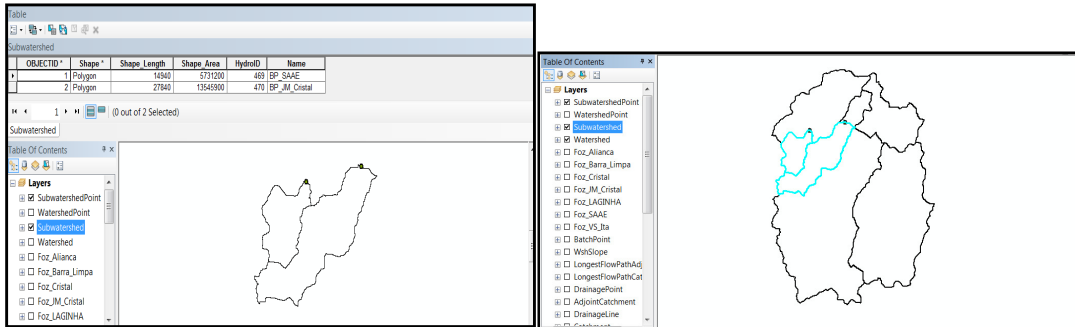 Table
Subwatershed
OBJECTID * Shape * Shape_Length Shape_Area HydroID Name
1 Polygon 14940 5731200 469 BP_SAAE
2 Polygon 27840 13545900 470 BP_JM_Cristal
1 (0 out of 2 Selected)
Subwatershed
Table Of Contents
Layers
SubwatershedPoint
WatershedPoint
Subwatershed
Watershed
Foz_Alianca
Foz_Barra_Limpa
Foz_Cristal
Foz_JM_Cristal
Foz_LAGINHA
Table Of Contents
Layers
SubwatershedPoint
WatershedPoint
Subwatershed
Watershed
Foz_Alianca
Foz_Barra_Limpa
Foz_Cristal
Foz_JM_Cristal
Foz_LAGINHA
Foz_SAAE
Foz_VS_Ita
BatchPoint
WshSlope
LongestFlowPathAdj
LongestFlowPathCat
DrainagePoint
AdjointCatchment
DrainageLine
Catchment